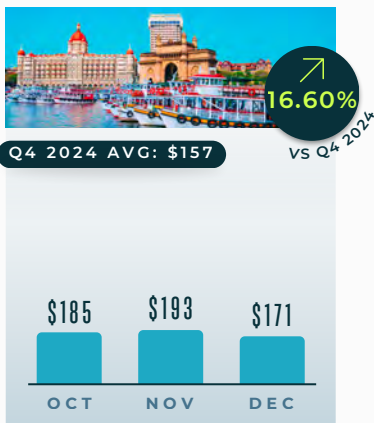 16.60%
VS Q4 2024
Q4 2024 AVG: $157
$185 $193 $171
OCT NOV DEC